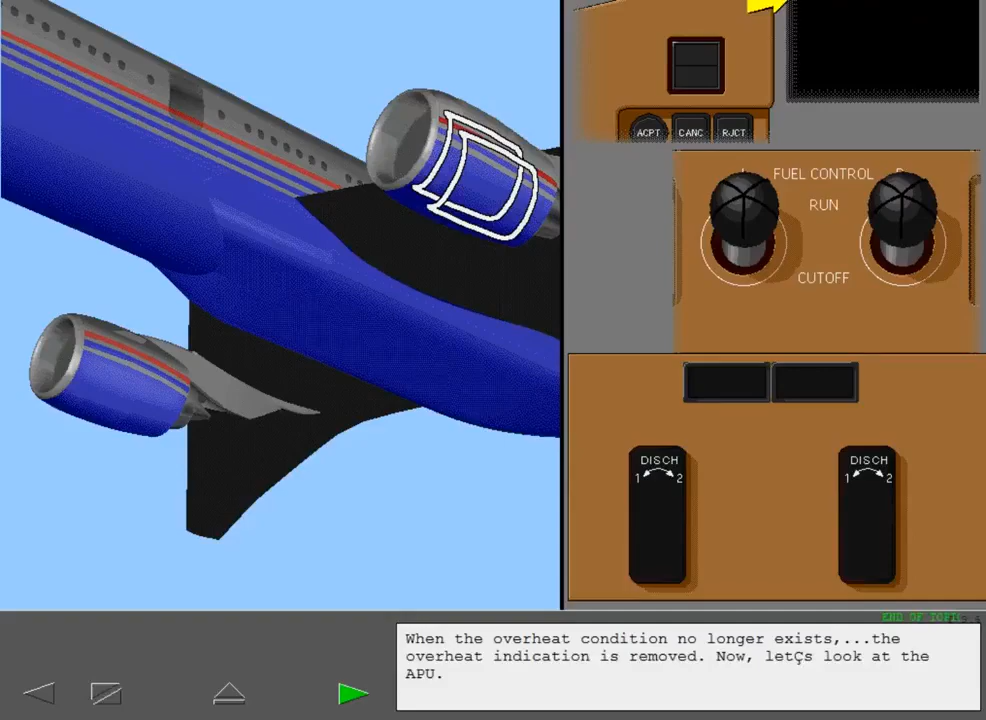 ACPT CANC RJCT
FUEL CONTROL
RUN
CUTOFF
DISCH
1 2
DISCH
1 2
When the overheat condition no longer exists,...the
overheat indication is removed. Now, letÇs look at the
APU.